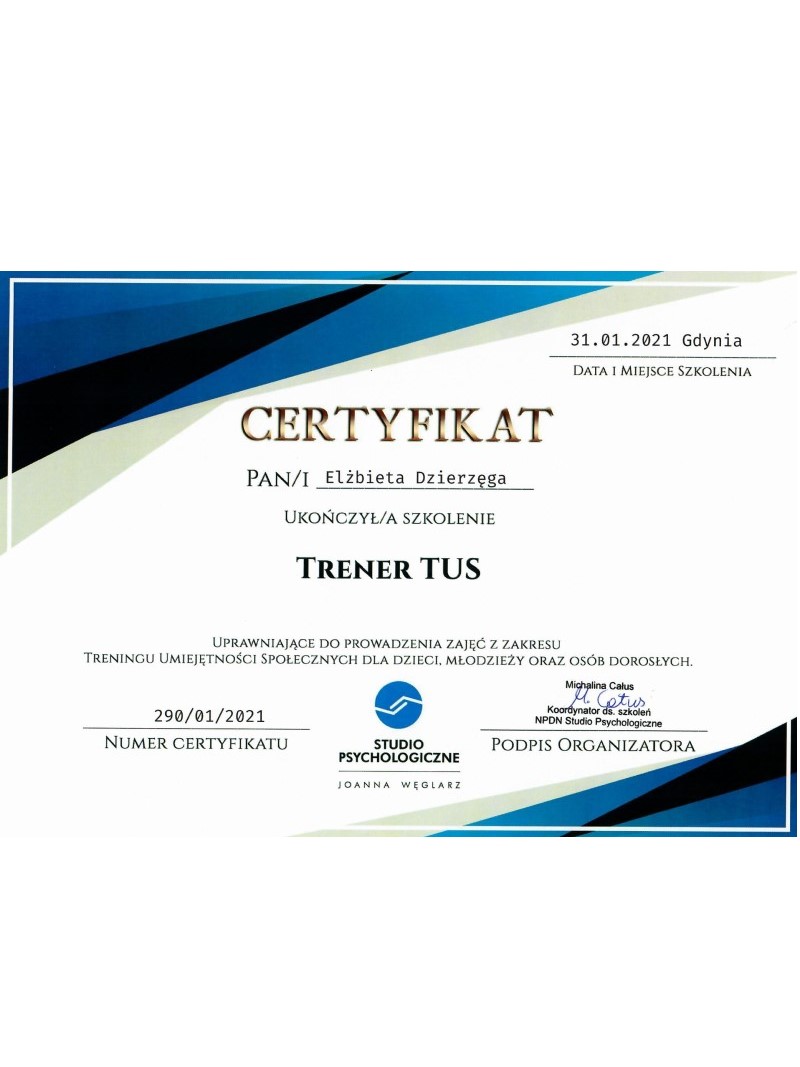 31.01.2021 Gdynia
Data i Miejsce Szkolenia
CERTYFIKAT
Pan/i Elżbieta Dzierzęga
Ukończył/a szkolenie
Trener TUS
Uprawniające do prowadzenia zajęć z zakresu
Treningu Umiejętności Społecznych dla dzieci, młodzieży oraz osób dorosłych.
290/01/2021
Numer certyfikatu
STUDIO
PSYCHOLOGICZNE
JOANNA WĘGLARZ
Michalina Całus
M. Całus
Koordynator ds. szkoleń
NPDN Studio Psychologiczne
Podpis Organizatora